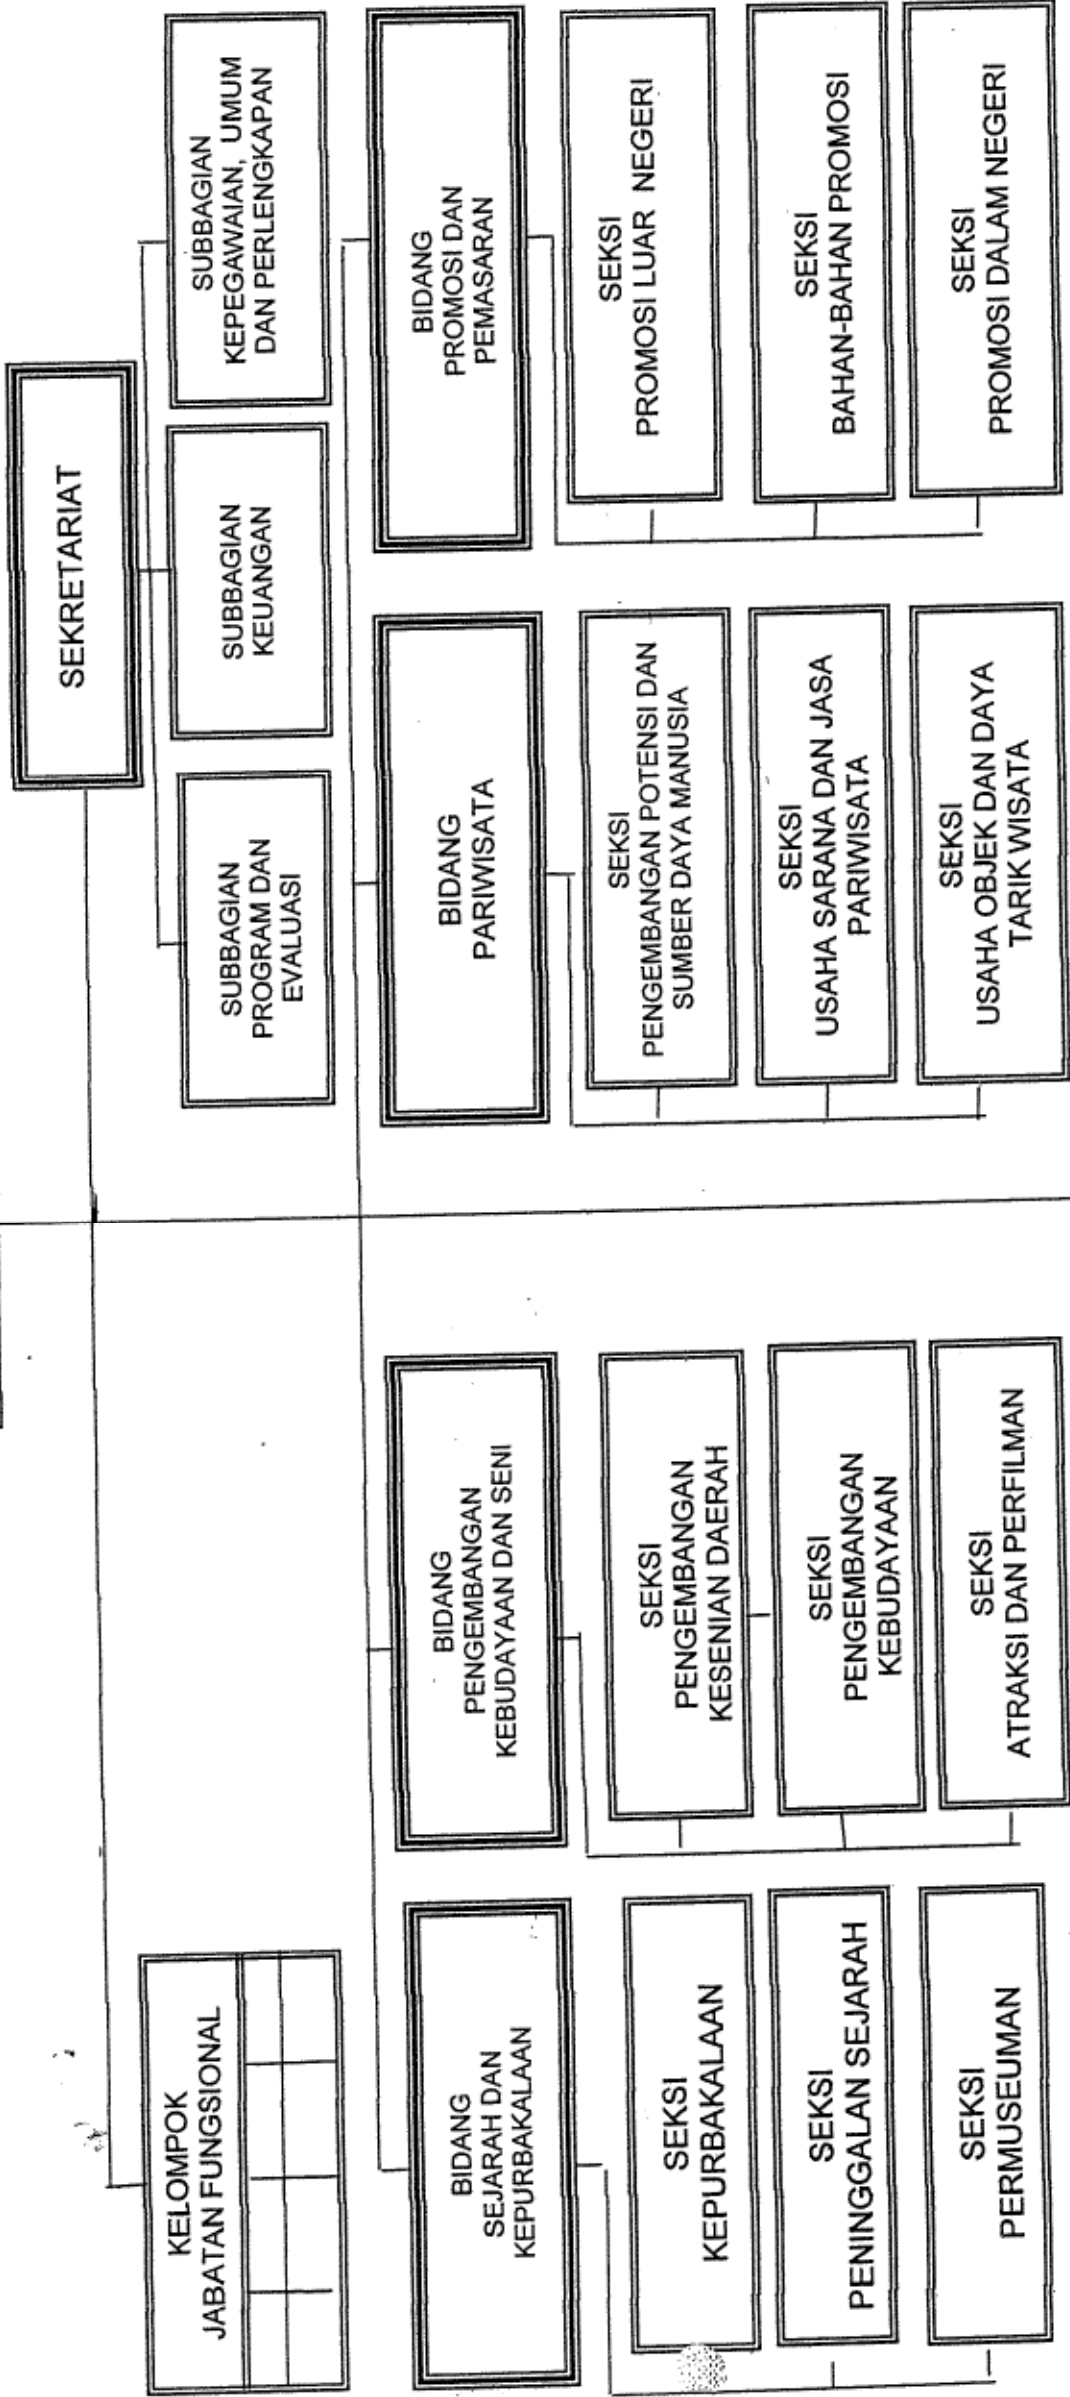 SEKRETARIAT
KELOMPOK
JABATAN FUNGSIONAL
SUBBAGIAN
PROGRAM DAN
EVALUASI
SUBBAGIAN
KEUANGAN
SUBBAGIAN
KEPEGAWAIAN, UMUM
DAN PERLENGKAPAN
BIDANG
SEJARAH DAN
KEPURBAKALAAN
BIDANG
PENGEMBANGAN
KEBUDAYAAN DAN SENI
BIDANG
PARIWISATA
BIDANG
PROMOSI DAN
PEMASARAN
SEKSI
KEPURBAKALAAN
SEKSI
PENGEMBANGAN
KESENIAN DAERAH
SEKSI
PENGEMBANGAN POTENSI DAN
SUMBER DAYA MANUSIA
SEKSI
PROMOSI LUAR NEGERI
SEKSI
PENINGGALAN SEJARAH
SEKSI
PENGEMBANGAN
KEBUDAYAAN
SEKSI
USAHA SARANA DAN JASA
PARIWISATA
SEKSI
BAHAN-BAHAN PROMOSI
SEKSI
PERMUSEUMAN
SEKSI
ATRAKSI DAN PERFILMAN
SEKSI
USAHA OBJEK DAN DAYA
TARIK WISATA
SEKSI
PROMOSI DALAM NEGERI